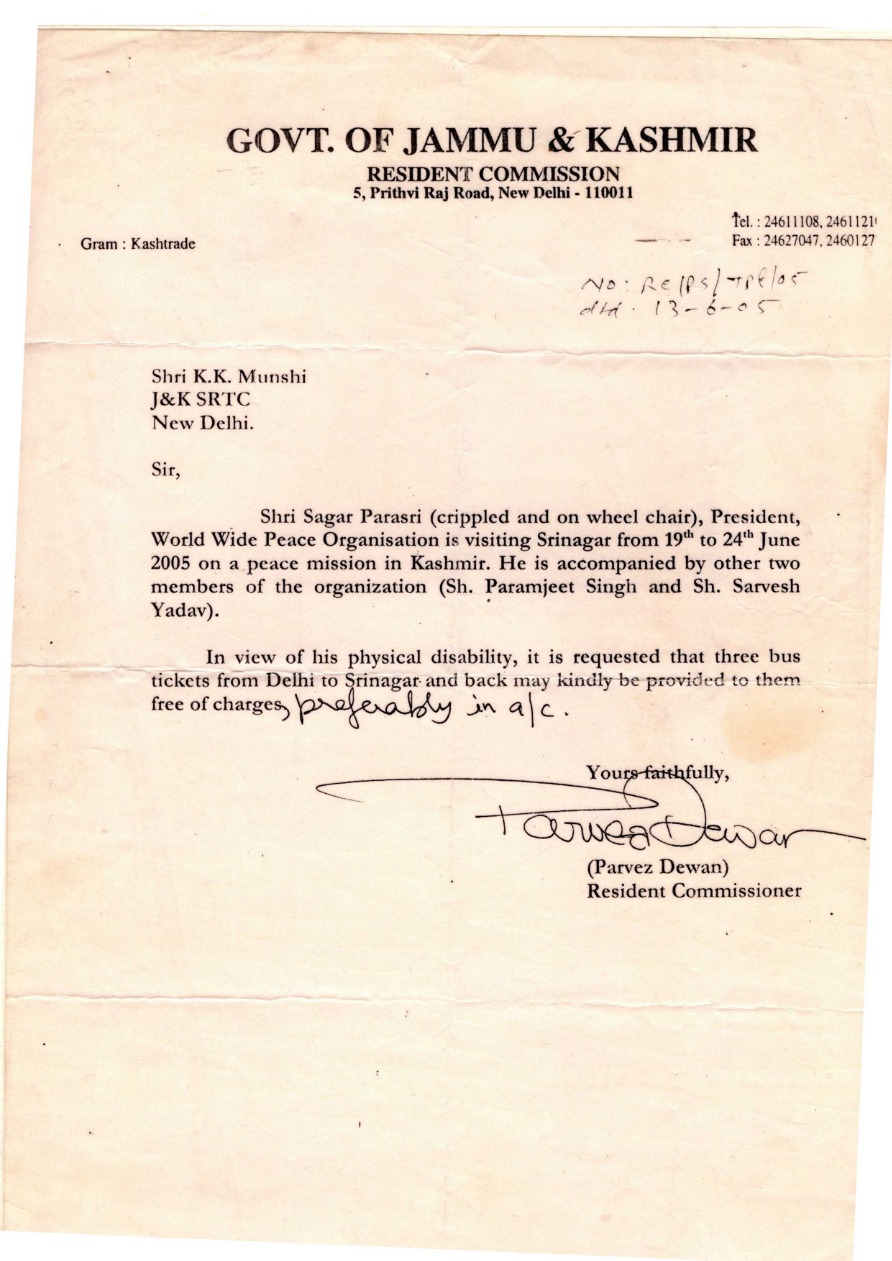 GOVT. OF JAMMU & KASHMIR
RESIDENT COMMISSION
5, Prithvi Raj Road, New Delhi - 110011
Tel. : 24611108, 2461121
Gram : Kashtrade
Fax : 24627047, 2460127
No: RC/PS/TPF/05
dtd. 13-6-05
Shri K.K. Munshi
J&K SRTC
New Delhi.
Sir,
Shri Sagar Parasri (crippled and on wheel chair), President,
World Wide Peace Organisation is visiting Srinagar from 19th to 24th June
2005 on a peace mission in Kashmir. He is accompanied by other two
members of the organization (Sh. Paramjeet Singh and Sh. Sarvesh
Yadav).
In view of his physical disability, it is requested that three bus
tickets from Delhi to Srinagar and back may kindly be provided to them
free of charges, preferably in a/c.
Yours faithfully,
Parvez Dewan
(Parvez Dewan)
Resident Commissioner